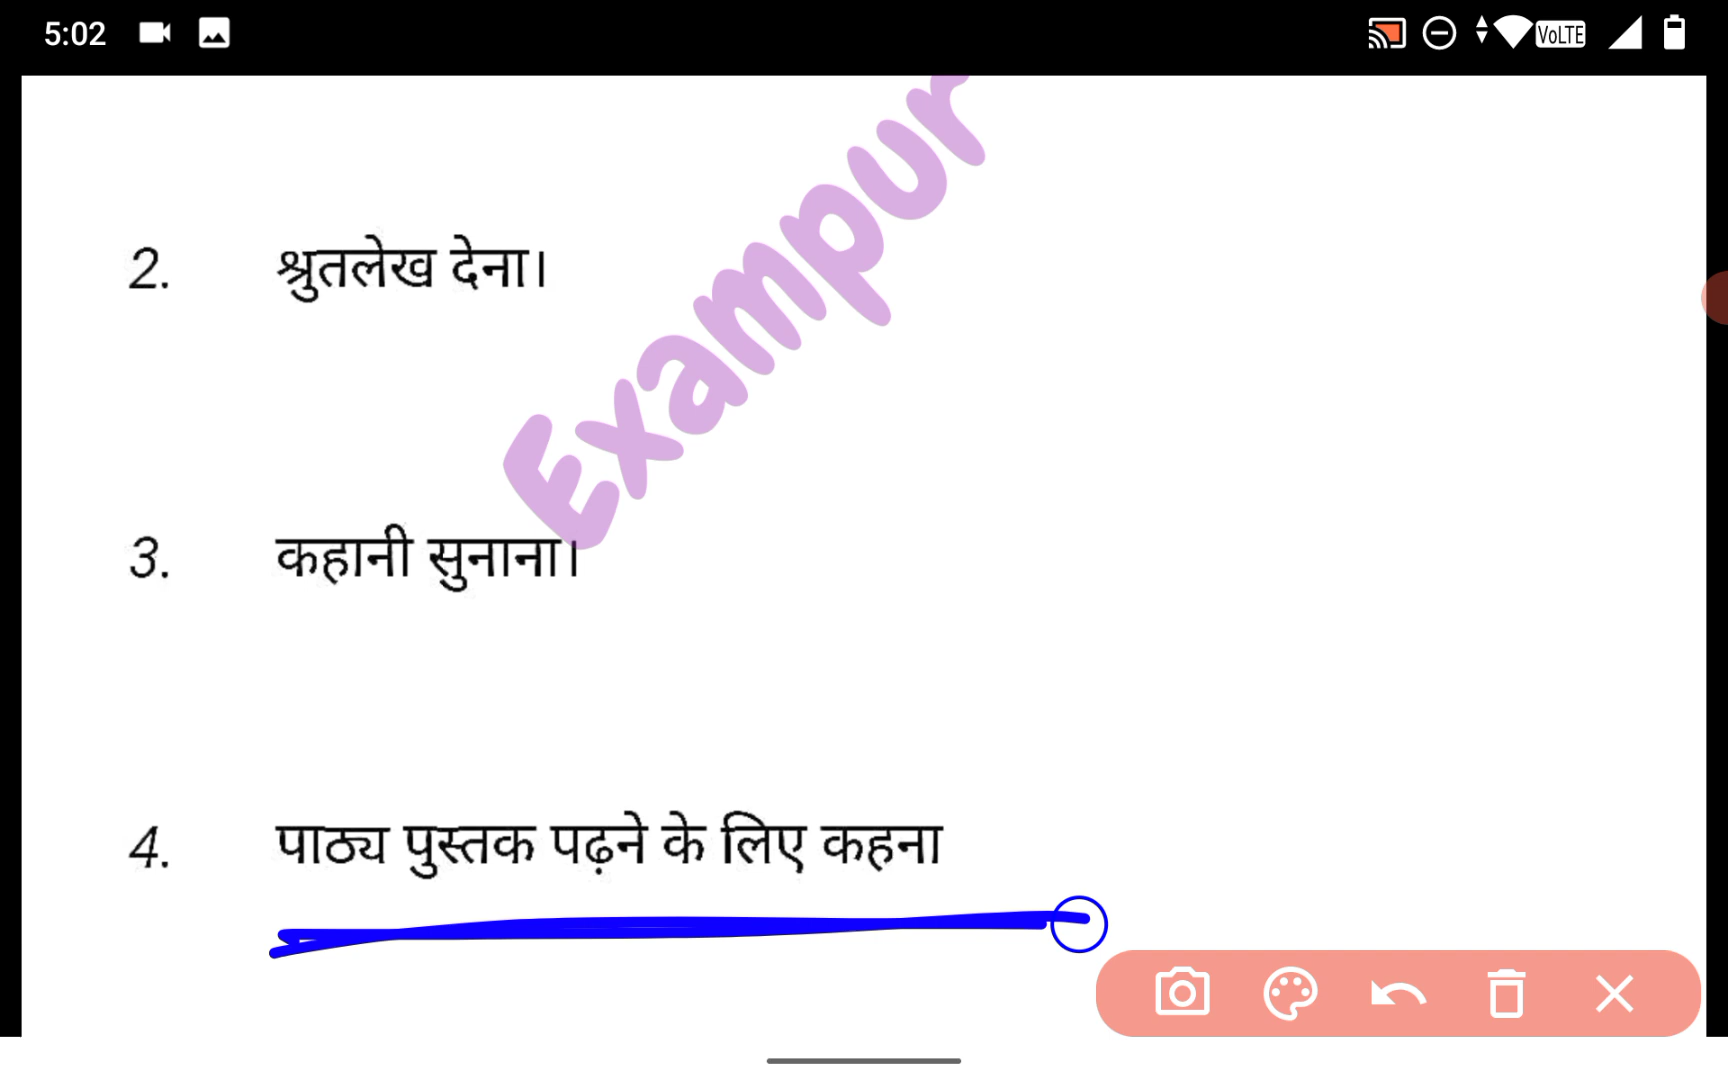 5:02
VoLTE
Exampur
2. श्रुतलेख देना।
3. कहानी सुनाना।
4. पाठ्य पुस्तक पढ़ने के लिए कहना